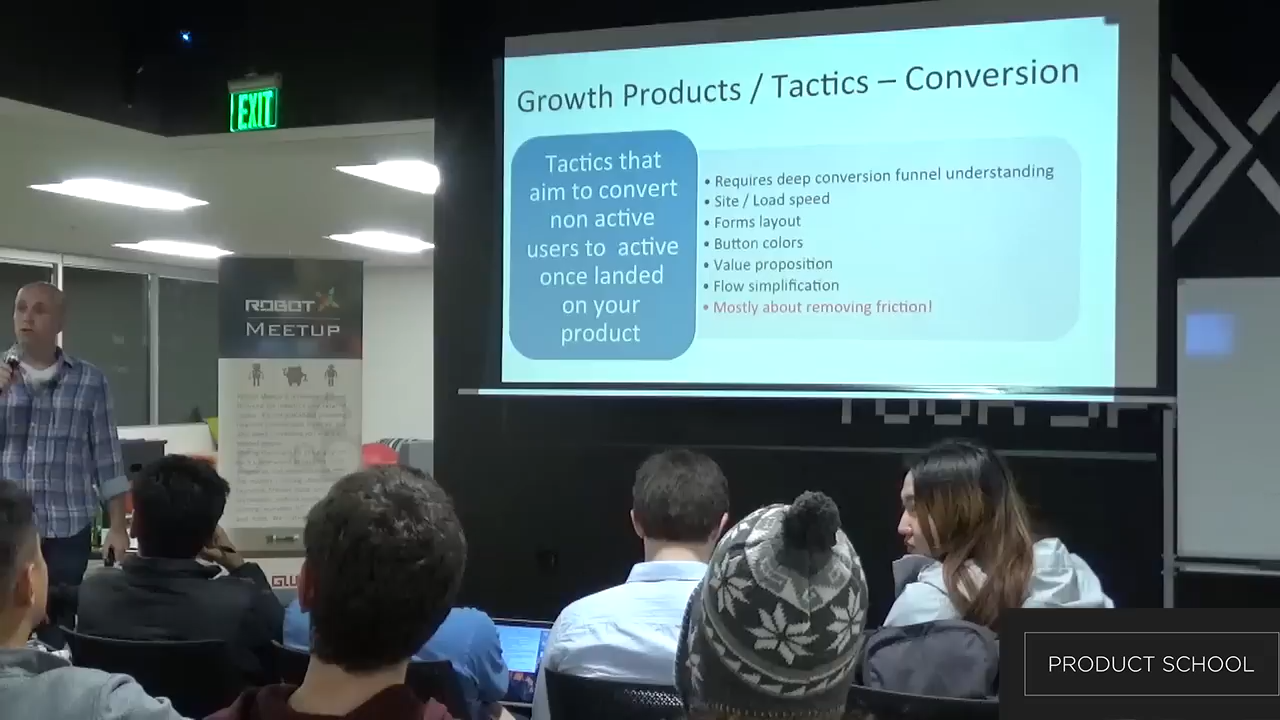 EXIT
Growth Products / Tactics – Conversion
Tactics that
aim to convert
non active
users to active
once landed
on your
product
• Requires deep conversion funnel understanding
• Site / Load speed
• Forms layout
• Button colors
• Value proposition
• Flow simplification
• Mostly about removing friction!
ROBOT
MEETUP
PRODUCT SCHOOL